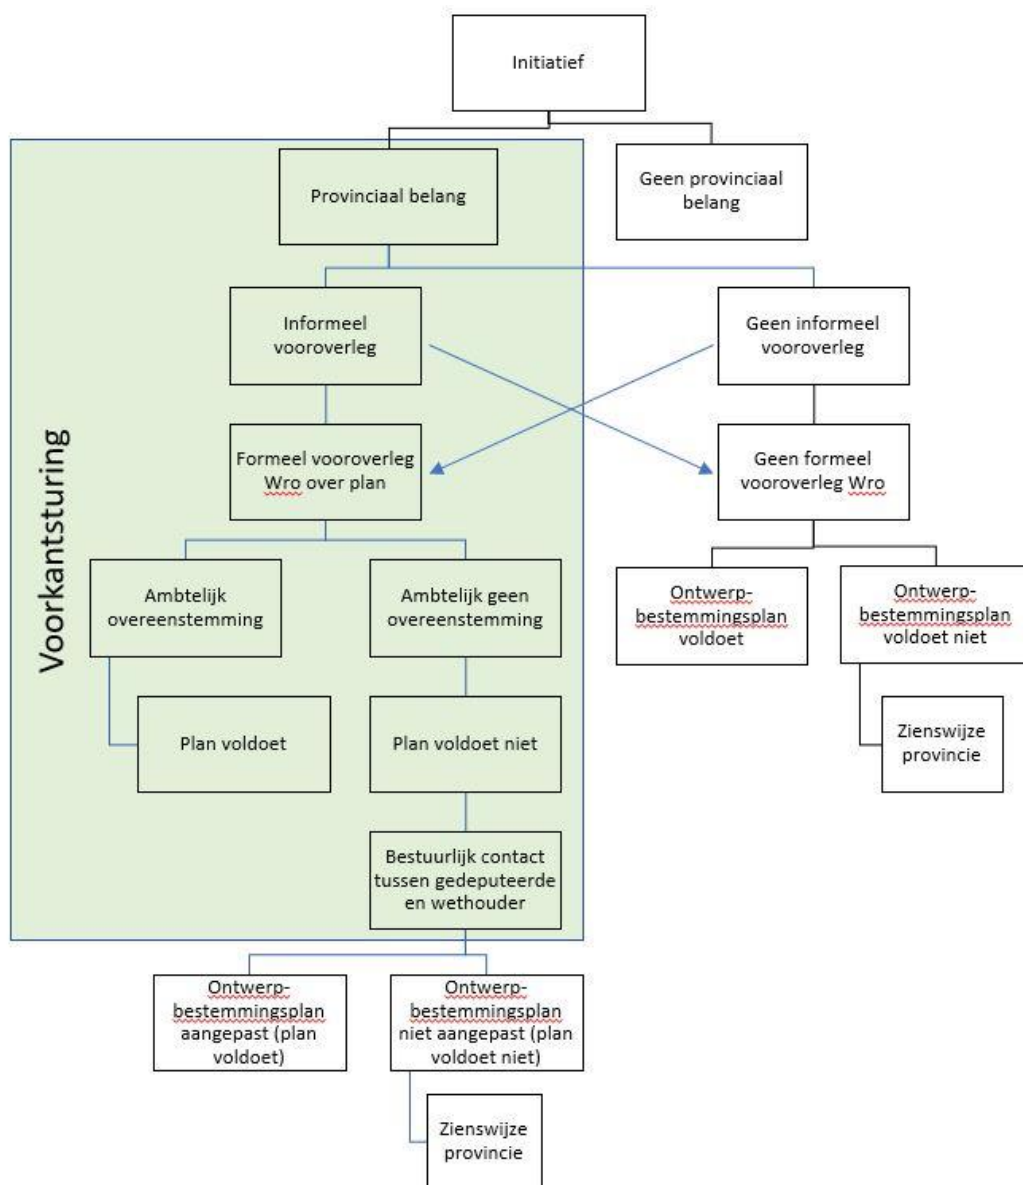 Initiatief
Provinciaal belang
Geen provinciaal
belang
Informeel
vooroverleg
Geen informeel
vooroverleg
Voorkantsturing
Formeel vooroverleg
Wro over plan
Geen formeel
vooroverleg Wro
Ambtelijk
overeenstemming
Ambtelijk geen
overeenstemming
Ontwerp-
bestemmingsplan
voldoet
Ontwerp-
bestemmingsplan
voldoet niet
Plan voldoet
Plan voldoet niet
Zienswijze
provincie
Bestuurlijk contact
tussen gedeputeerde
en wethouder
Ontwerp-
bestemmingsplan
aangepast (plan
voldoet)
Ontwerp-
bestemmingsplan
niet aangepast (plan
voldoet niet)
Zienswijze
provincie